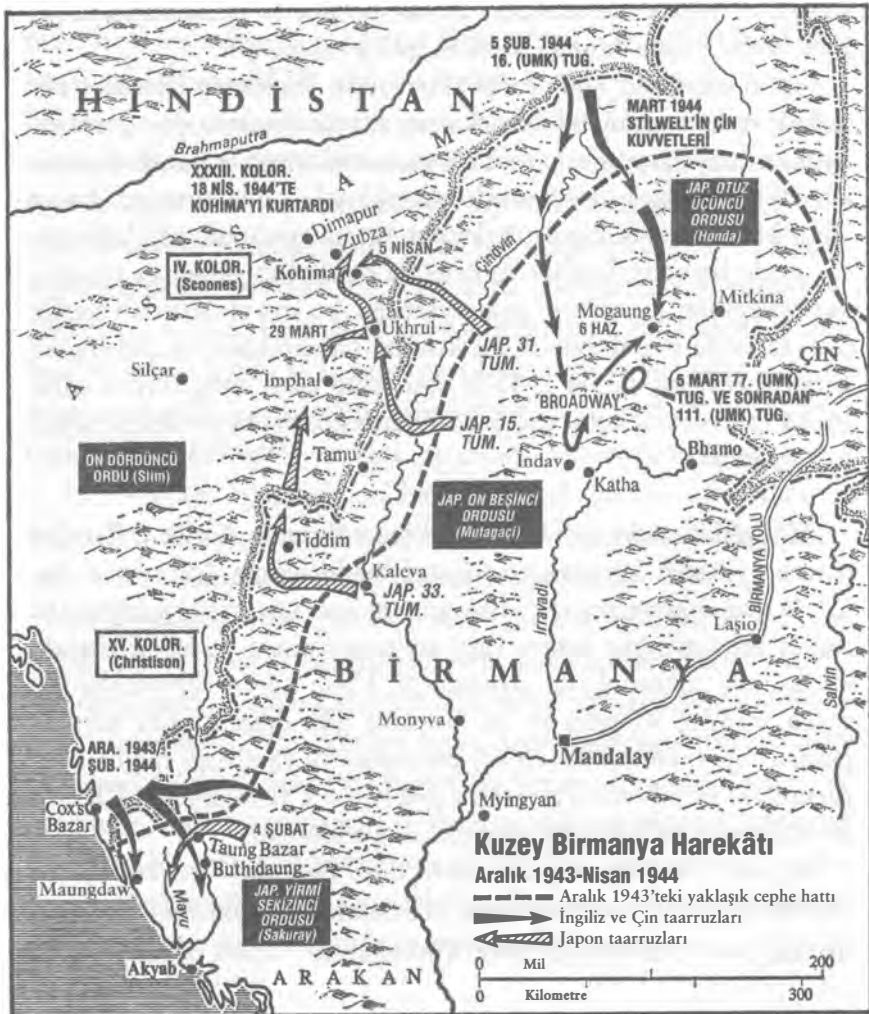 5 ŞUB. 1944
16. (UMK) TUG.
HİNDİSTAN
MART 1944
STİLWELL'İN ÇİN
KUVVETLERİ
Brahmaputra
XXXIII. KOLOR.
18 NİS. 1944'TE
KOHİMA'YI KURTARDI
ASSAM
JAP. OTUZ
ÜÇÜNCÜ
ORDUSU
(Honda)
Dimapur
Zubza
5 NİSAN
Çindvin
IV. KOLOR.
(Scoones)
Kohima
Mitkina
Mogaung
6 HAZ.
29 MART
Ukhrul
JAP. 31.
TÜM.
ÇİN
Silçar
Imphal
5 MART 77. (UMK)
TUG. VE SONRADAN
111. (UMK) TUG.
'BROADWAY'
JAP. 15.
TÜM.
ON DÖRDÜNCÜ
ORDU (Slim)
Tamu
Indav
Katha
Bhamo
JAP. ON BEŞİNCİ
ORDUSU
(Mutagaçi)
Tiddim
Kaleva
JAP. 33.
TÜM.
Irravadi
BİRMANYA YOLU
Laşio
XV. KOLOR.
(Christison)
BİRMANYA
Salvin
Monyva
ARA. 1943/
ŞUB. 1944
Mandalay
Cox's
Bazar
Myingyan
4 ŞUBAT
Taung Bazar
Buthidaung
Maungdaw
Mayu
JAP. YİRMİ
SEKİZİNCİ
ORDUSU
(Sakuray)
Akyab
ARAKAN
Kuzey Birmanya Harekâtı
Aralık 1943-Nisan 1944
Aralık 1943'teki yaklaşık cephe hattı
İngiliz ve Çin taarruzları
Japon taarruzları
Mil
0 200
Kilometre
0 300